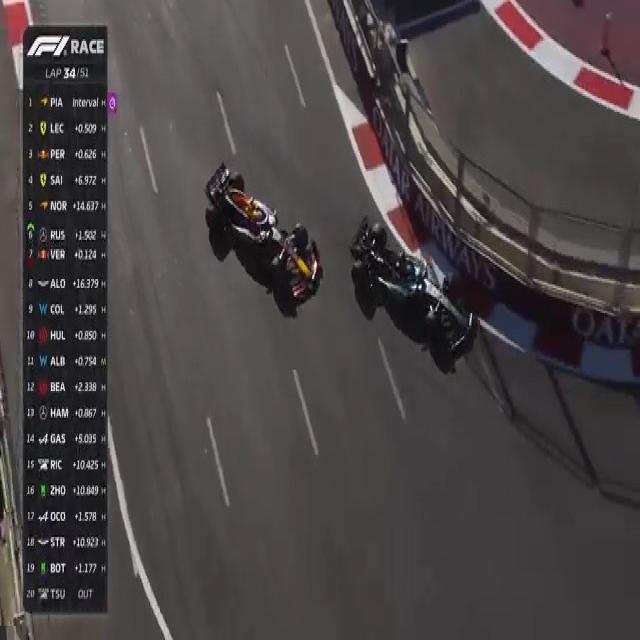 F1 RACE
LAP 34/51
1 PIA Interval H
2 LEC +0.509 H
3 PER +0.626 H
4 SAI +6.972 H
5 NOR +14.637 H
6 RUS +1.502 H
7 VER +0.124 H
8 ALO +16.379 H
9 COL +1.295 H
10 HUL +0.850 H
11 ALB +0.754 M
12 BEA +2.338 H
13 HAM +0.867 H
14 GAS +5.035 H
15 RIC +10.425 H
16 ZHO +10.849 H
17 OCO +1.578 H
18 STR +10.923 H
19 BOT +1.177 H
20 TSU OUT
AIRWAYS